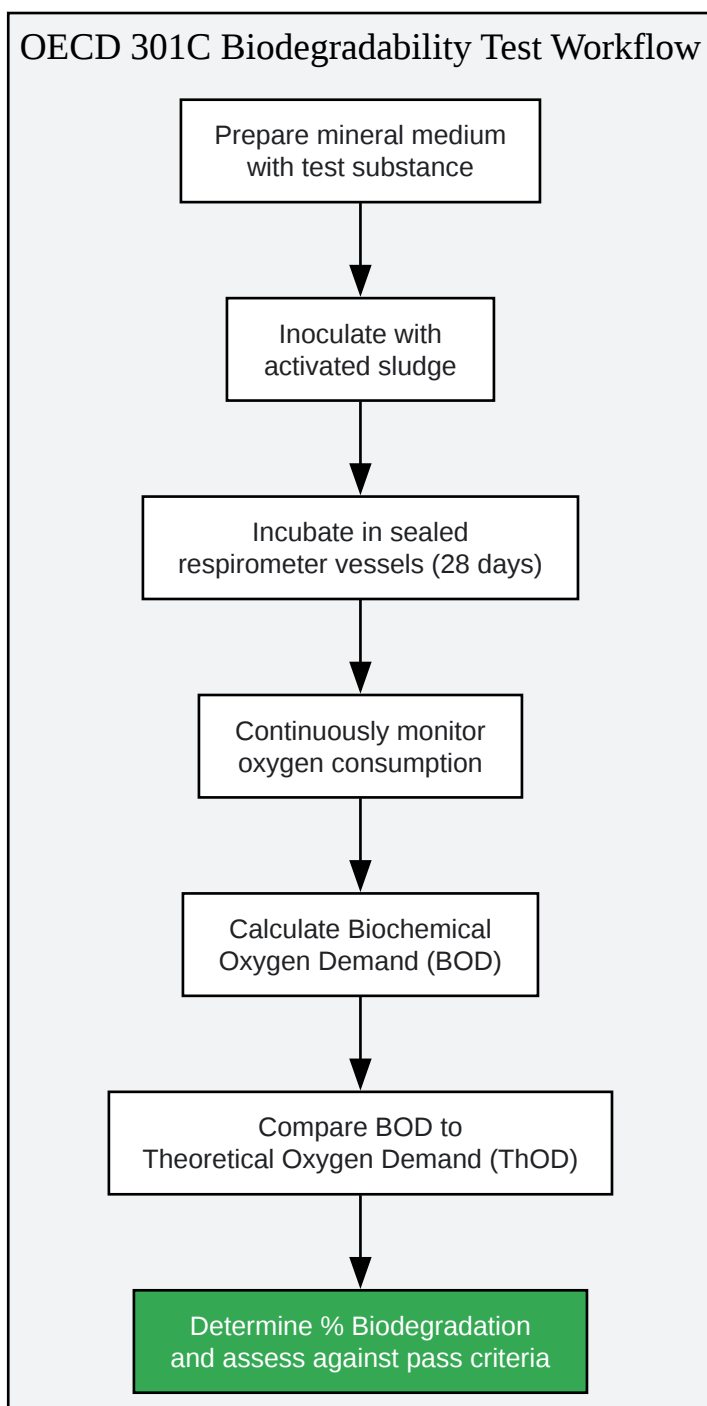 OECD 301C Biodegradability Test Workflow
Prepare mineral medium
with test substance
Inoculate with
activated sludge
Incubate in sealed
respirometer vessels (28 days)
Continuously monitor
oxygen consumption
Calculate Biochemical
Oxygen Demand (BOD)
Compare BOD to
Theoretical Oxygen Demand (ThOD)
Determine % Biodegradation
and assess against pass criteria